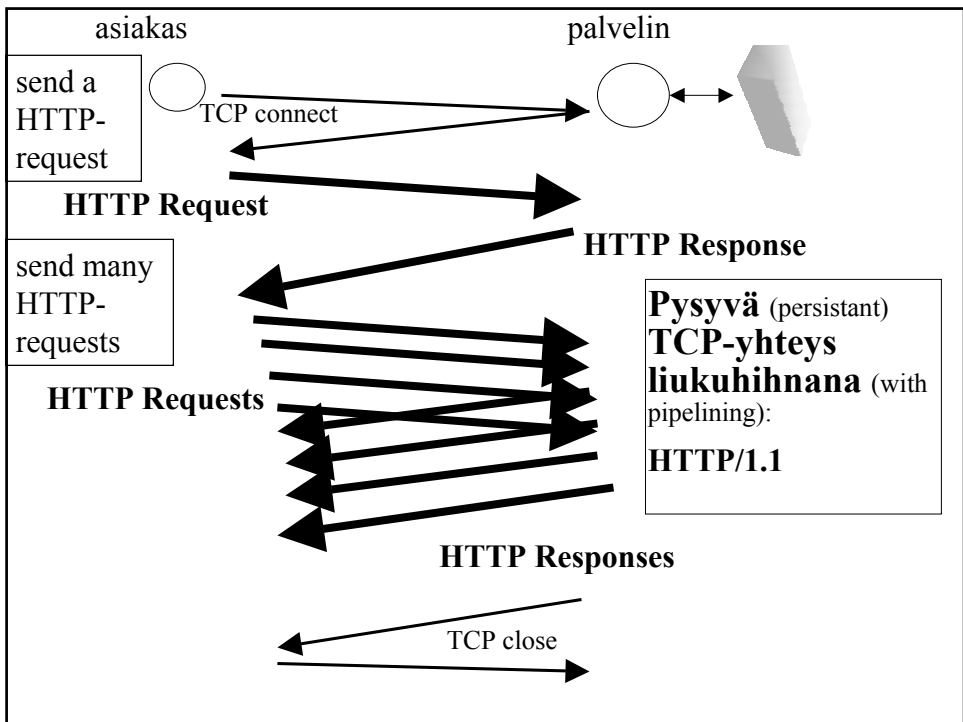 asiakas
palvelin
send a
HTTP-
request
TCP connect
HTTP Request
HTTP Response
send many
HTTP-
requests
HTTP Requests
Pysyvä (persistant)
TCP-yhteys
liukuhihnana (with
pipelining):
HTTP/1.1
HTTP Responses
TCP close